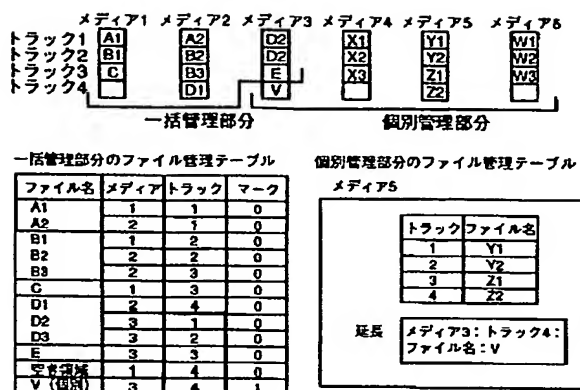 メディア1 メディア2 メディア3 メディア4 メディア5 メディア6
トラック1 A1 A2 D2 X1 Y1 W1
トラック2 B1 B2 D2 X2 Y2 W2
トラック3 C B3 E X3 Z1 W3
トラック4 D1 V Z2
一括管理部分 個別管理部分
一括管理部分のファイル管理テーブル 個別管理部分のファイル管理テーブル
メディア5
ファイル名 メディア トラック マーク
A1 1 1 0
A2 2 1 0
B1 1 2 0
B2 2 2 0
B3 2 3 0
C 1 3 0
D1 2 4 0
D2 3 1 0
D3 3 2 0
E 3 3 0
空き領域 1 4 0
V(個別) 3 4 1
トラック ファイル名
1 Y1
2 Y2
3 Z1
4 Z2
延長 メディア3:トラック4:
ファイル名:V